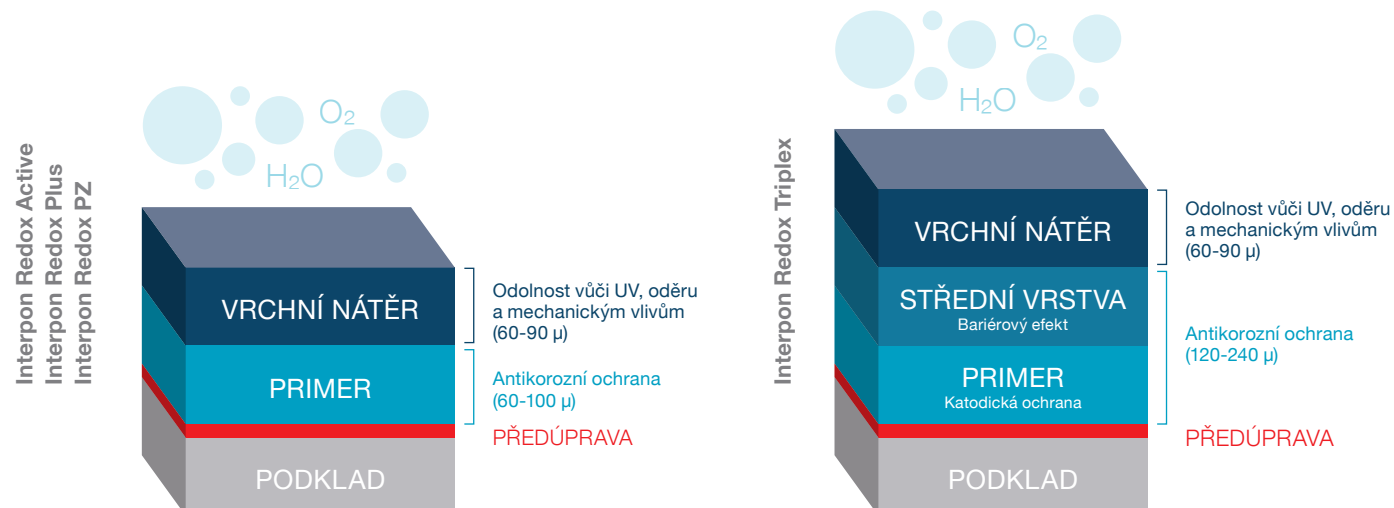 Interpon Redox Active
Interpon Redox Plus
Interpon Redox PZ
O₂
H₂O
VRCHNÍ NÁTĚR
Odolnost vůči UV, oděru
a mechanickým vlivům
(60-90 µ)
PRIMER
Antikorozní ochrana
(60-100 µ)
PŘEDÚPRAVA
PODKLAD
Interpon Redox Triplex
O₂
H₂O
VRCHNÍ NÁTĚR
Odolnost vůči UV, oděru
a mechanickým vlivům
(60-90 µ)
STŘEDNÍ VRSTVA
Bariérový efekt
Antikorozní ochrana
(120-240 µ)
PRIMER
Katodická ochrana
PŘEDÚPRAVA
PODKLAD